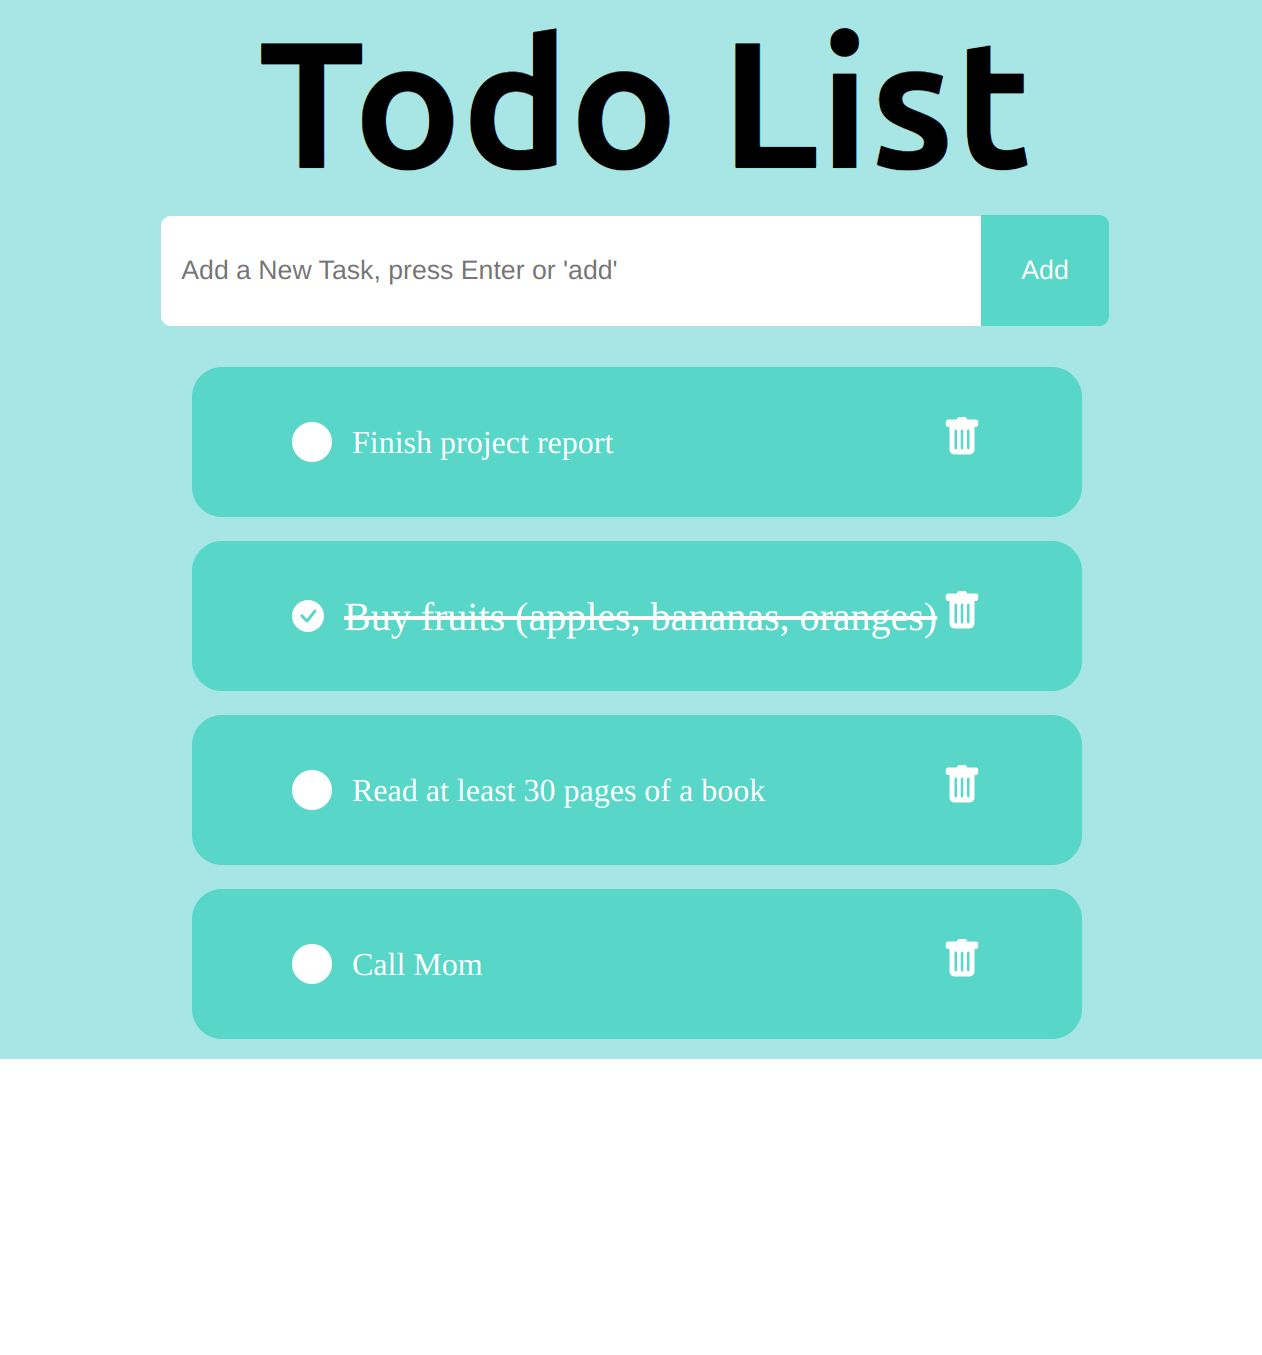 Todo List
Add a New Task, press Enter or 'add'
Add
Finish project report
Buy fruits (apples, bananas, oranges)
Read at least 30 pages of a book
Call Mom